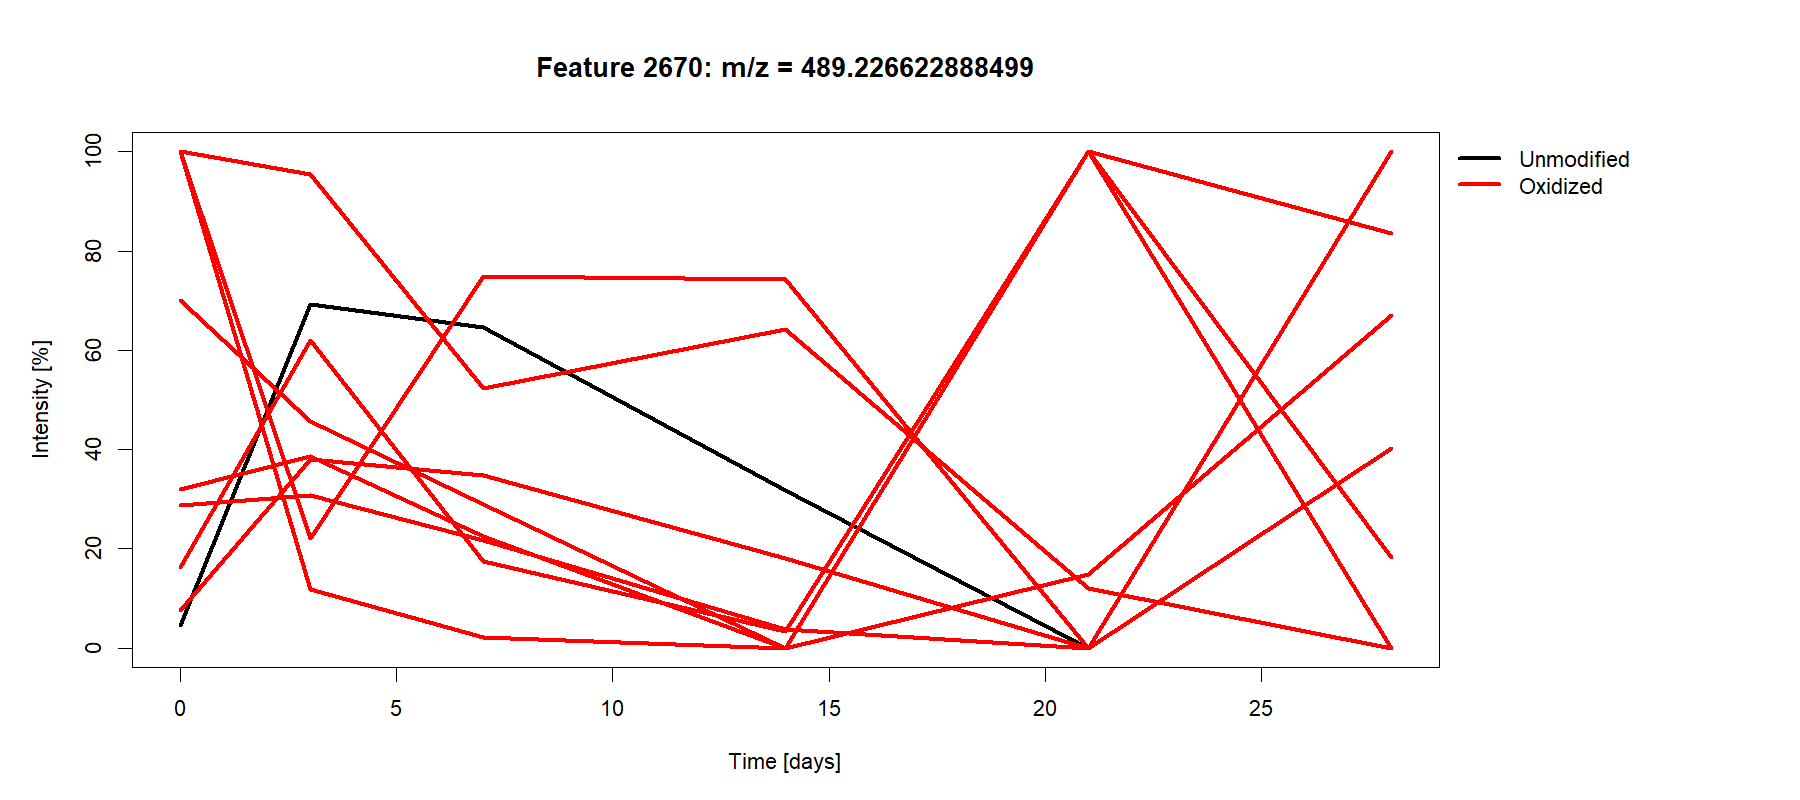 Feature 2670: m/z = 489.226622888499
Unmodified
Oxidized
Intensity [%]
100
80
60
40
20
0
0 5 10 15 20 25
Time [days]